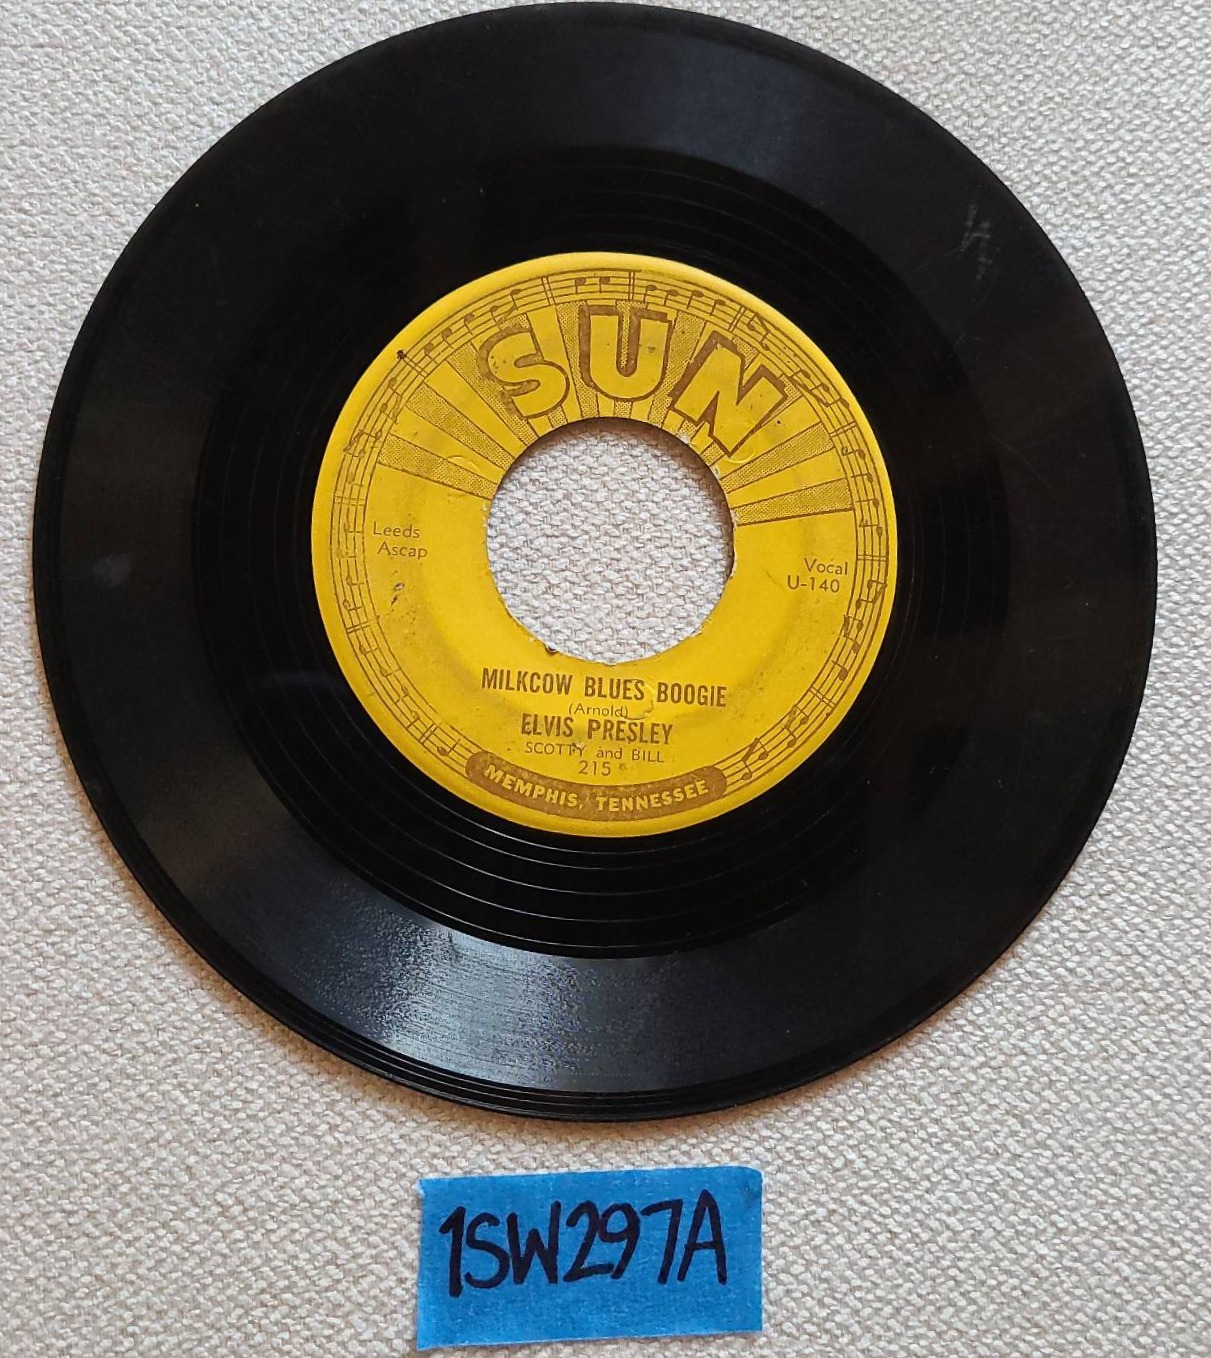 SUN
Leeds
Ascap
Vocal
U-140
MILKCOW BLUES BOOGIE
(Arnold)
ELVIS PRESLEY
SCOTTY and BILL
215
MEMPHIS, TENNESSEE
1SW297A